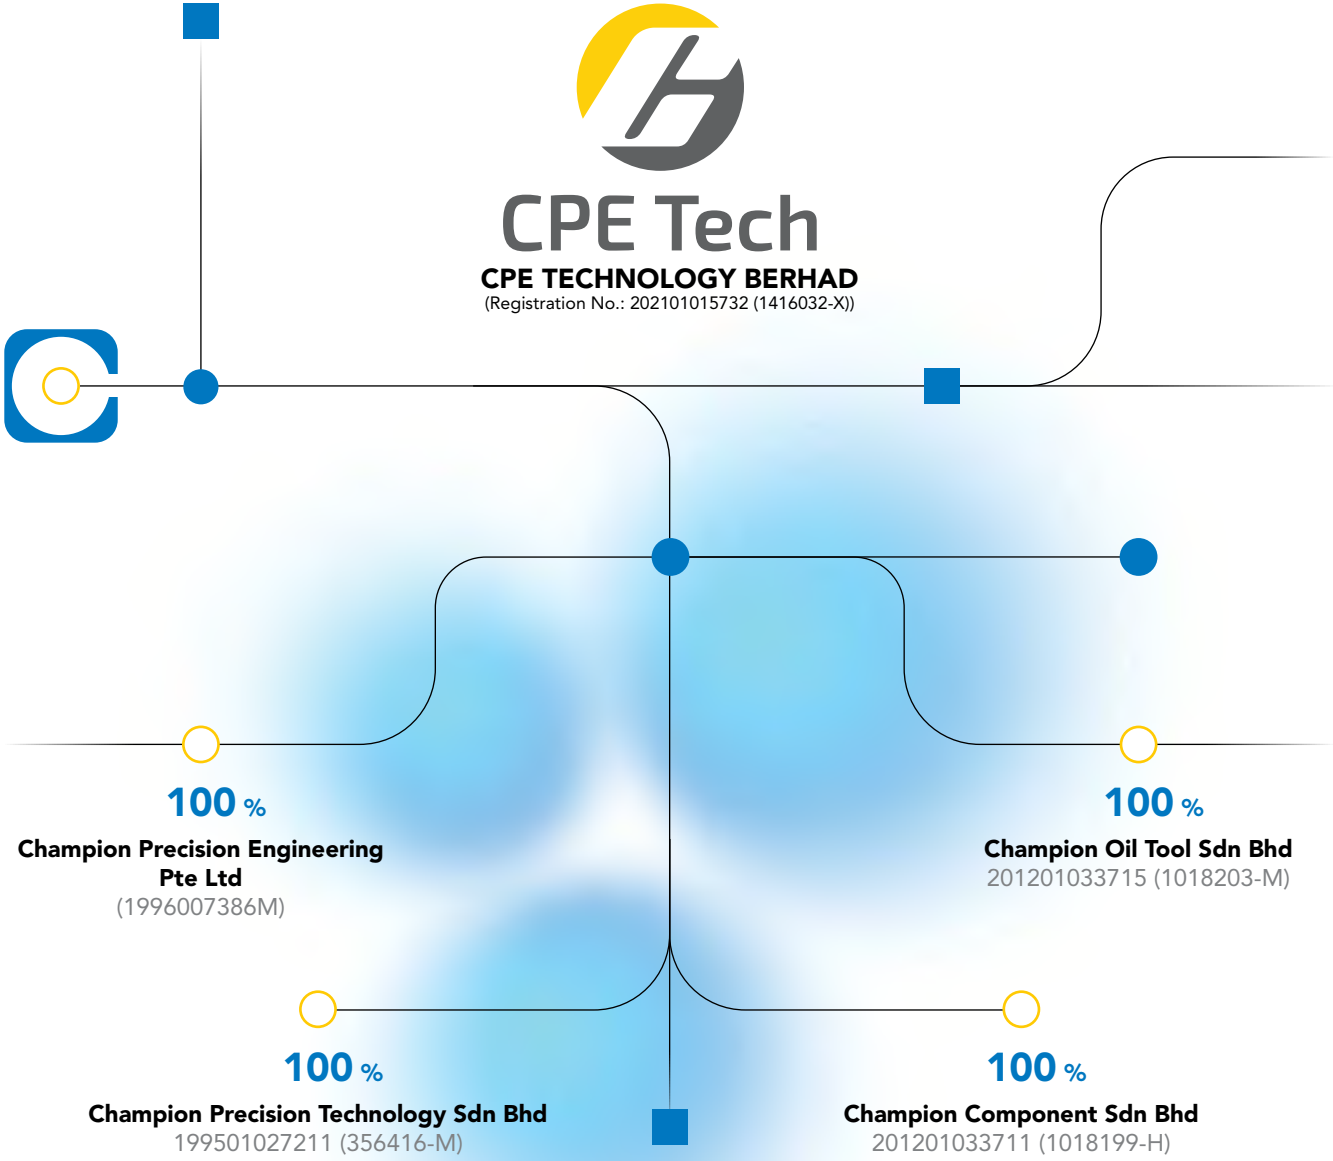 CPE Tech
CPE TECHNOLOGY BERHAD
(Registration No.: 202101015732 (1416032-X))
100 %
Champion Precision Engineering
Pte Ltd
(1996007386M)
100 %
Champion Oil Tool Sdn Bhd
201201033715 (1018203-M)
100 %
Champion Precision Technology Sdn Bhd
199501027211 (356416-M)
100 %
Champion Component Sdn Bhd
201201033711 (1018199-H)